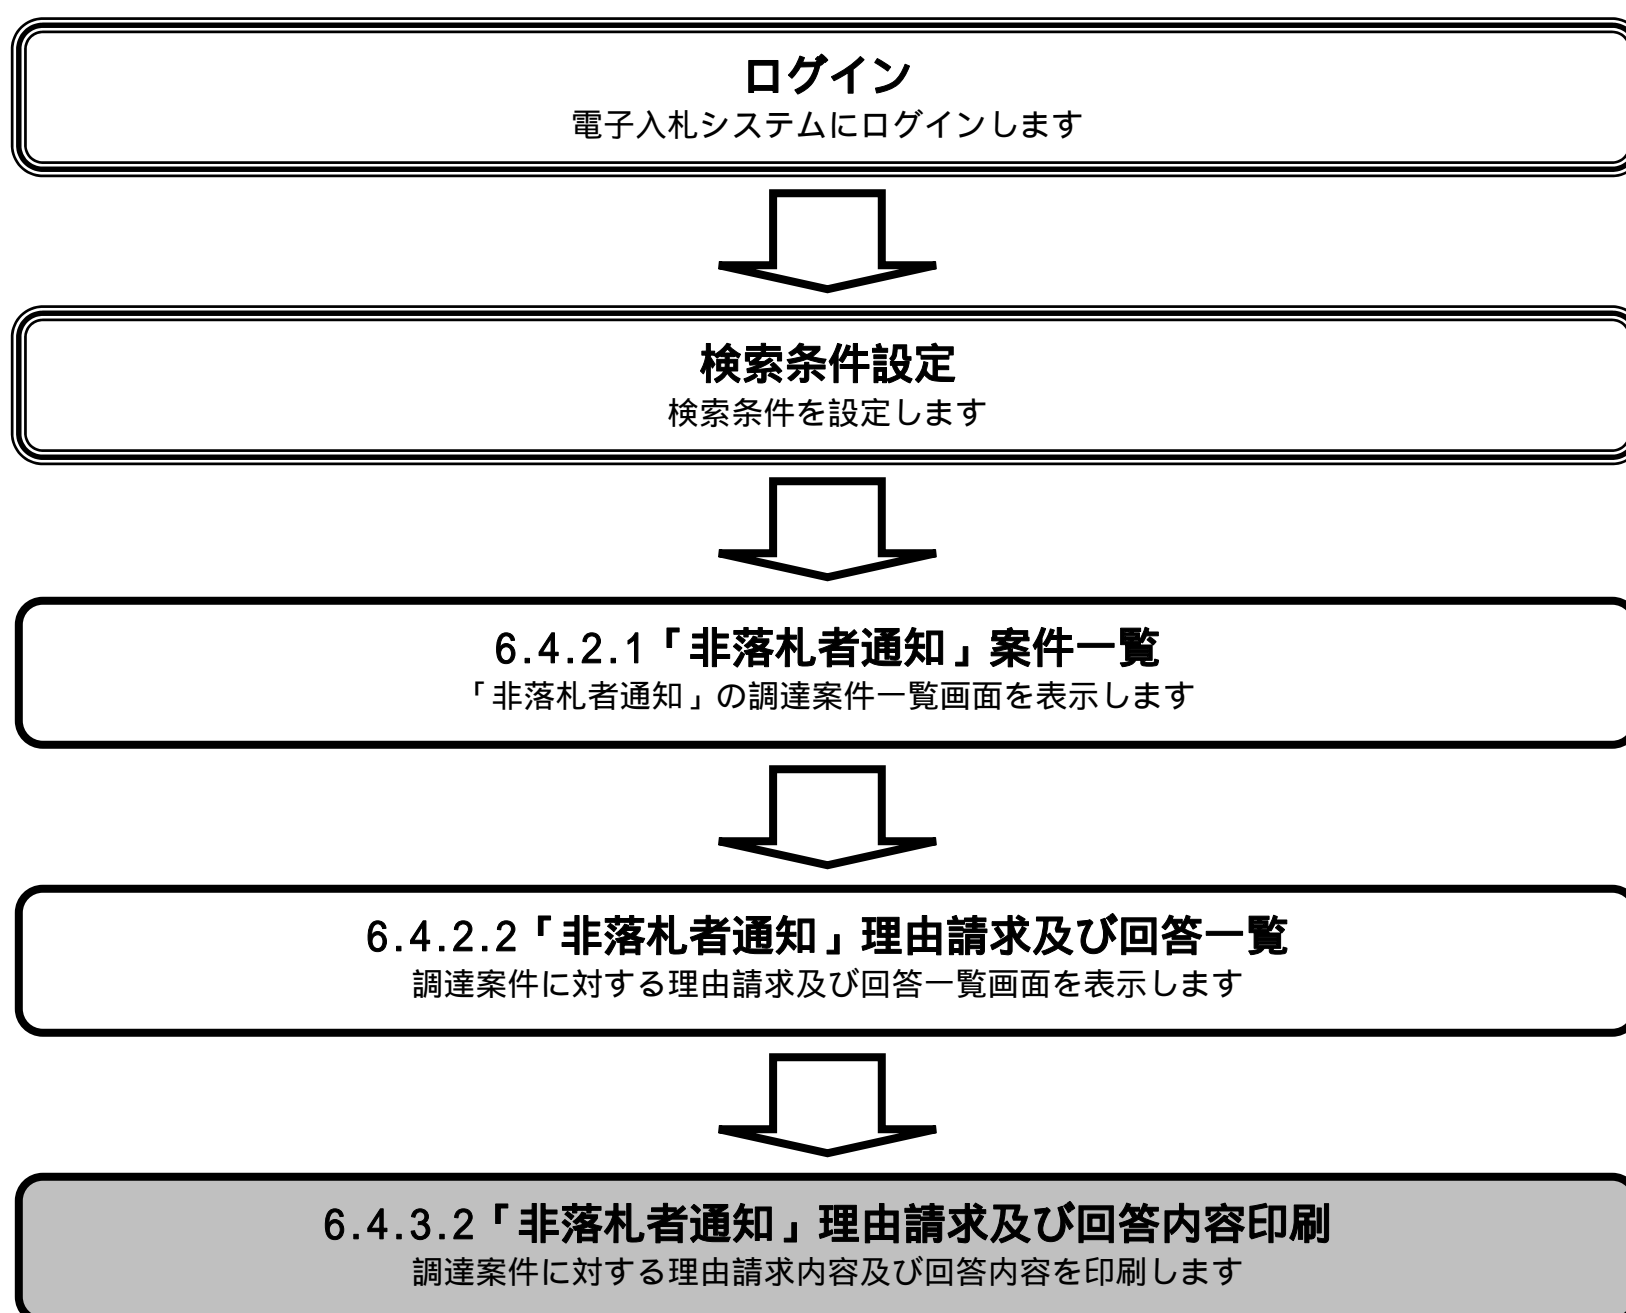 ログイン
電子入札システムにログインします
検索条件設定
検索条件を設定します
6.4.2.1「非落札者通知」案件一覧
「非落札者通知」の調達案件一覧画面を表示します
6.4.2.2「非落札者通知」理由請求及び回答一覧
調達案件に対する理由請求及び回答一覧画面を表示します
6.4.3.2「非落札者通知」理由請求及び回答内容印刷
調達案件に対する理由請求内容及び回答内容を印刷します